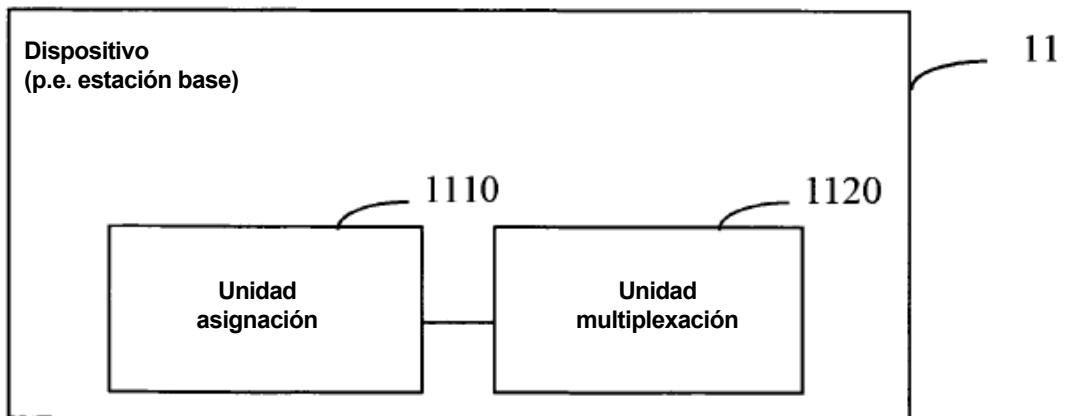 Dispositivo
(p.e. estación base)
11
1110
1120
Unidad
asignación
Unidad
multiplexación